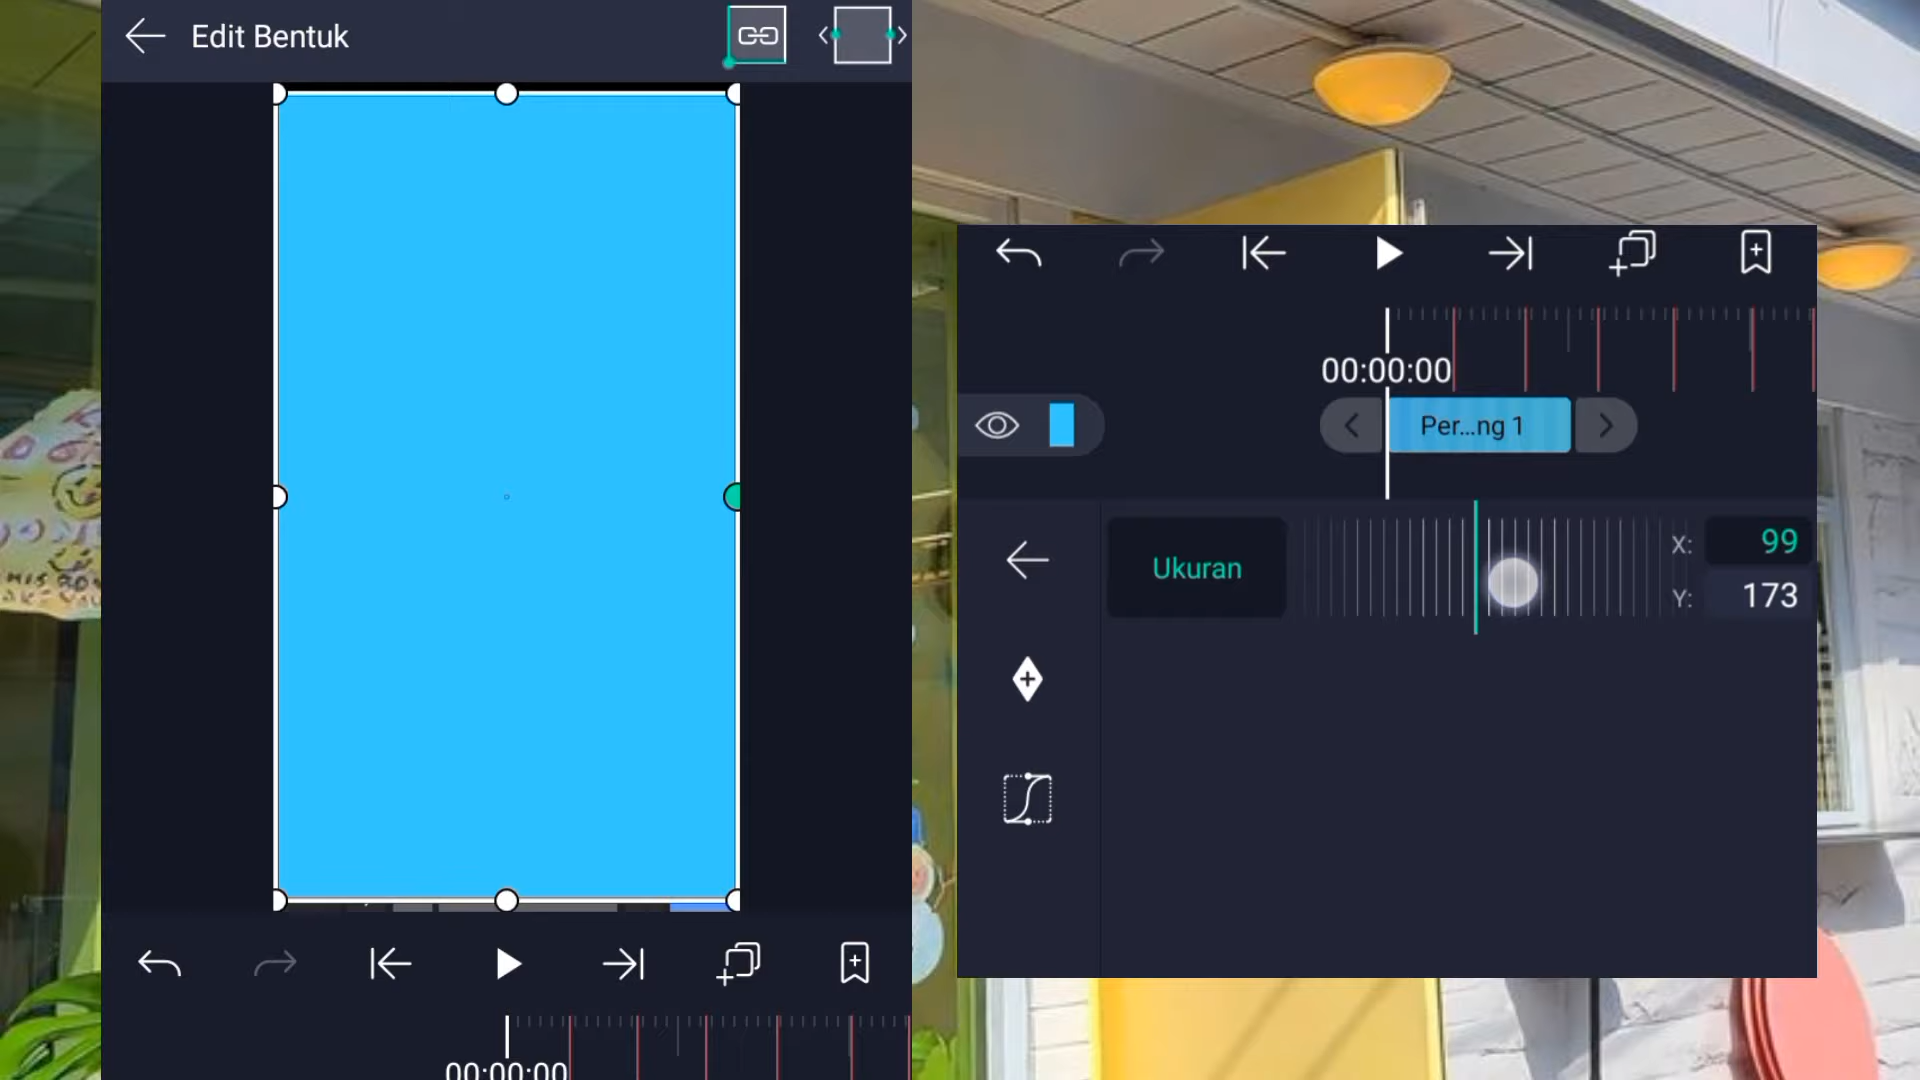 Edit Bentuk
00:00:00
00:00:00
Per...ng 1
Ukuran
X: 99
Y: 173